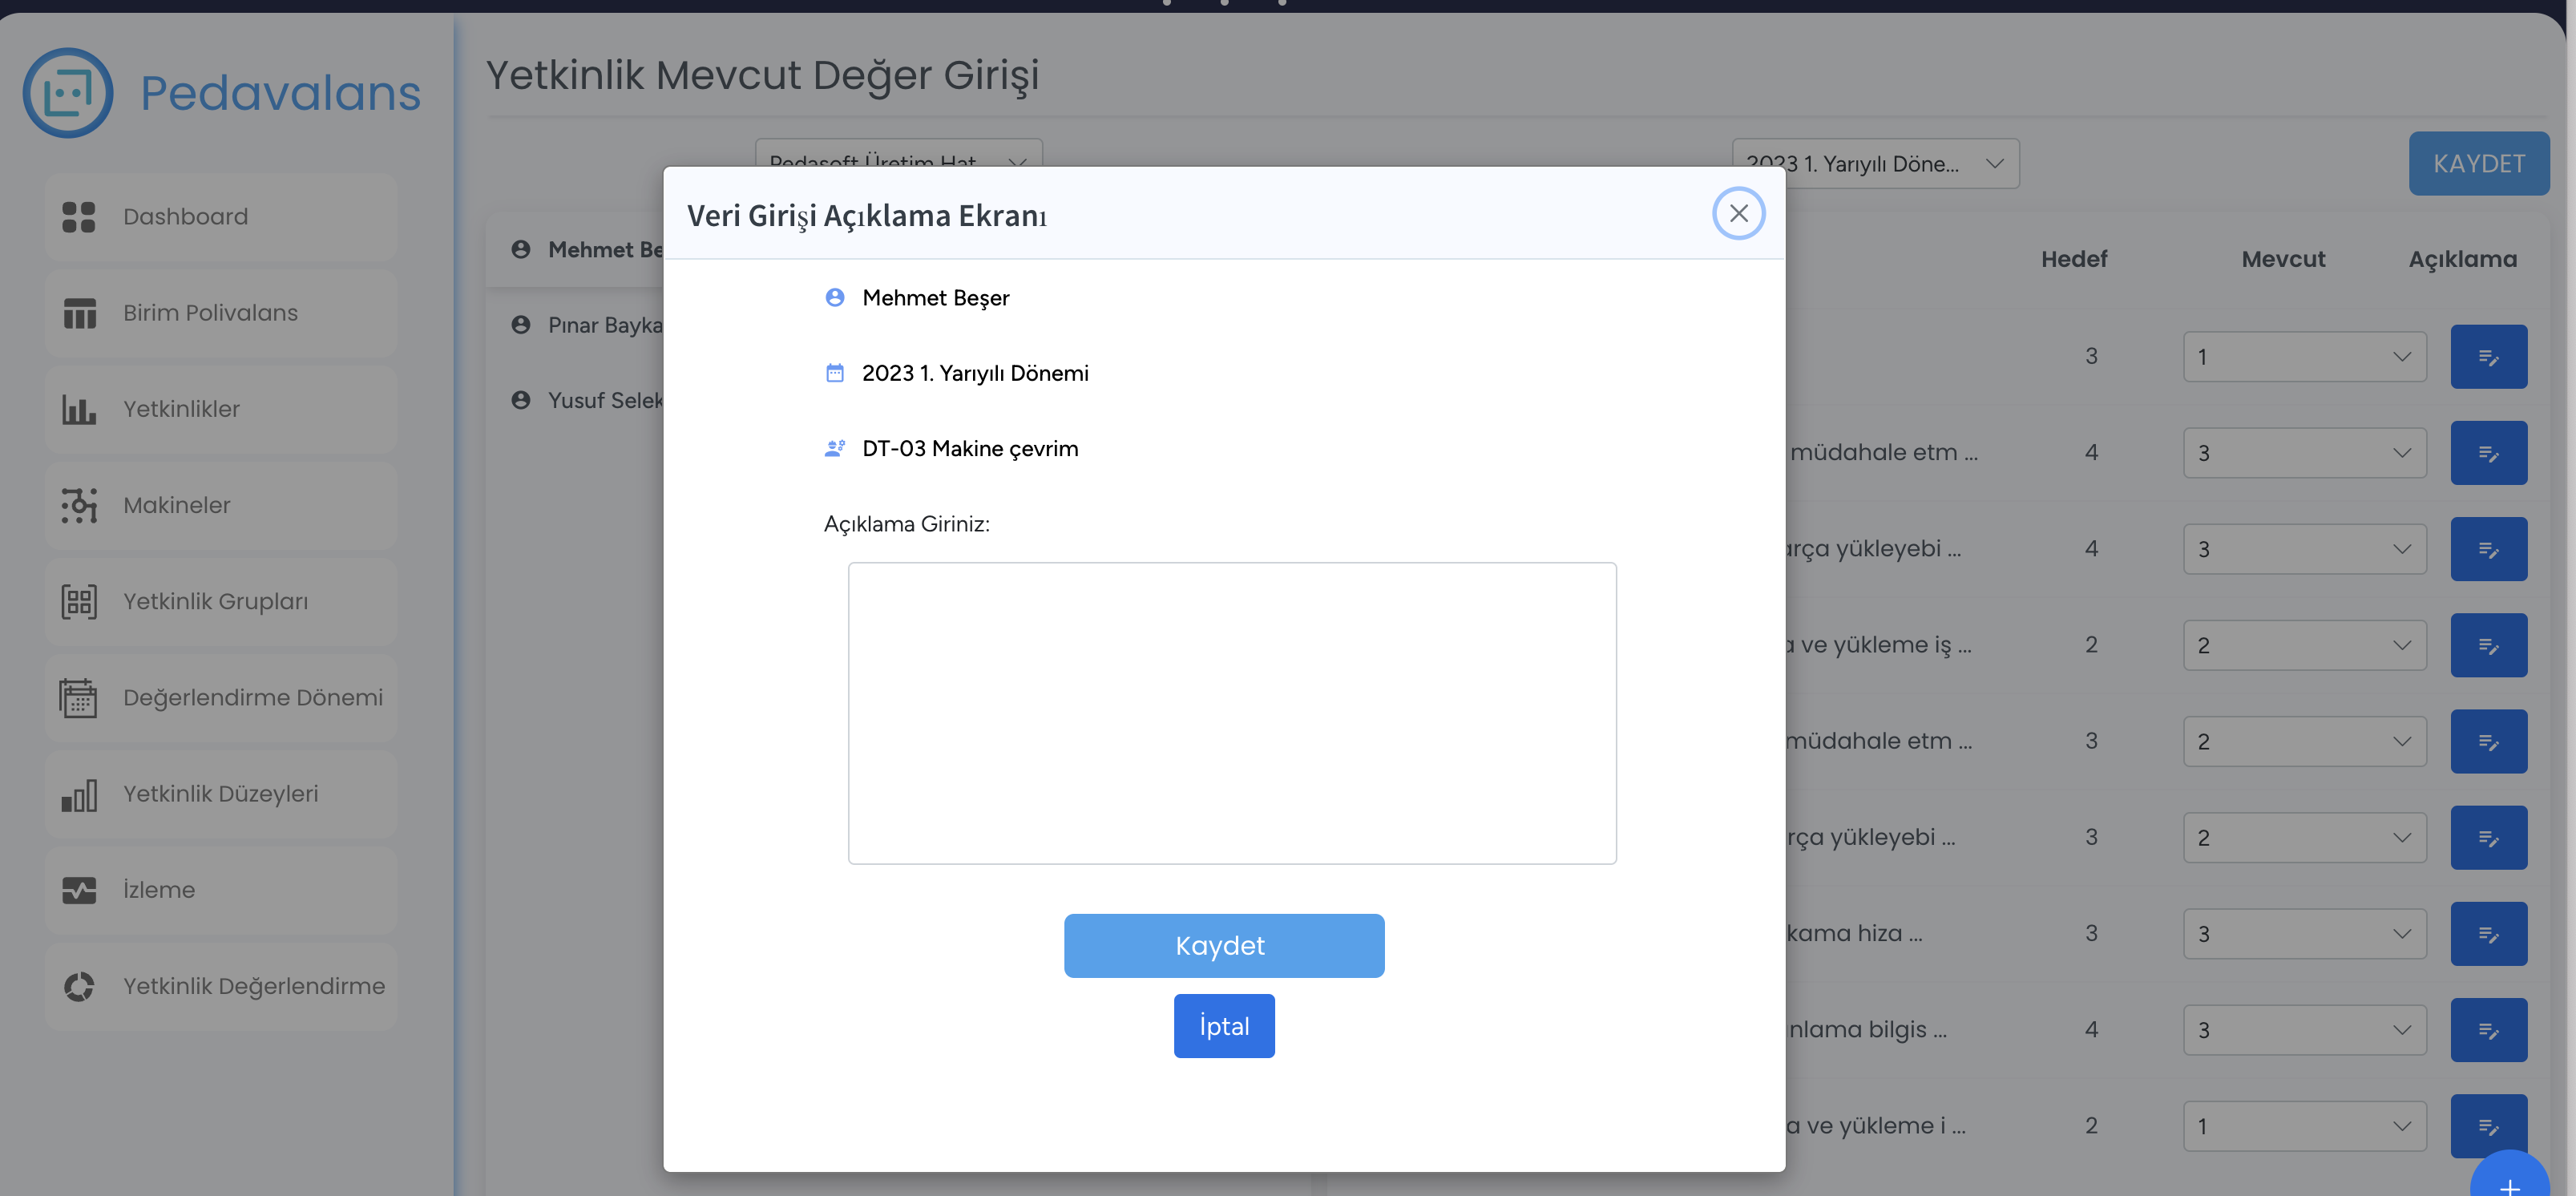 Pedavalans
Dashboard
Birim Polivalans
Yetkinlikler
Makineler
Yetkinlik Grupları
Değerlendirme Dönemi
Yetkinlik Düzeyleri
İzleme
Yetkinlik Değerlendirme
Yetkinlik Mevcut Değer Girişi
Pedasoft Üretim Hat...
2023 1. Yarıyılı Döne...
KAYDET
Mehmet Be
Pınar Bayka
Yusuf Selek
Veri Girişi Açıklama Ekranı
Mehmet Beşer
2023 1. Yarıyılı Dönemi
DT-03 Makine çevrim
Açıklama Giriniz:
Kaydet
İptal
Hedef Mevcut Açıklama
3 1
müdahale etm ... 4 3
arça yükleyebi ... 4 3
a ve yükleme iş ... 2 2
müdahale etm ... 3 2
rça yükleyebi ... 3 2
kama hiza ... 3 3
nlama bilgis ... 4 3
a ve yükleme i ... 2 1